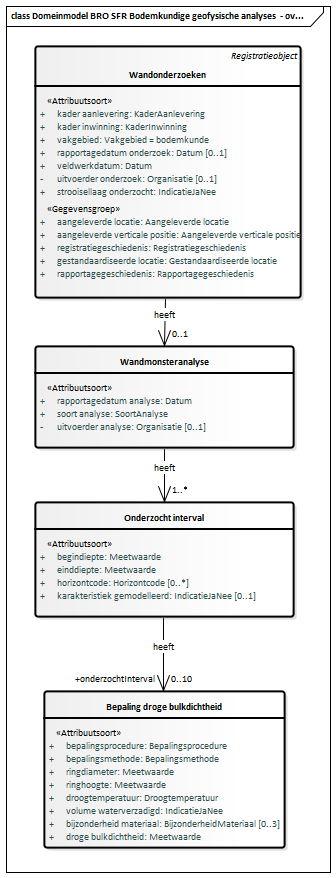 class Domeinmodel BRO SFR Bodemkundige geofysische analyses - ov...
Registratieobject
Wandonderzoeken
«Attribuutsoort»
+ kader aanlevering: KaderAanlevering
+ kader inwinning: KaderInwinning
+ vakgebied: Vakgebied = bodemkunde
+ rapportagedatum onderzoek: Datum [0..1]
+ veldwerkdatum: Datum
- uitvoerder onderzoek: Organisatie [0..1]
+ strooisellaag onderzocht: IndicatieJaNee
«Gegevensgroep»
+ aangeleverde locatie: Aangeleverde locatie
+ aangeleverde verticale positie: Aangeleverde verticale positie
+ registratiegeschiedenis: Registratiegeschiedenis
+ gestandaardiseerde locatie: Gestandaardiseerde locatie
+ rapportagegeschiedenis: Rapportagegeschiedenis
heeft
0..1
Wandmonsteranalyse
«Attribuutsoort»
+ rapportagedatum analyse: Datum
+ soort analyse: SoortAnalyse
- uitvoerder analyse: Organisatie [0..1]
heeft
1..*
Onderzocht interval
«Attribuutsoort»
+ begindiepte: Meetwaarde
+ einddiepte: Meetwaarde
+ horizontcode: Horizontcode [0..*]
+ karakteristiek gemodelleerd: IndicatieJaNee [0..1]
heeft
+onderzochtInterval 0..10
Bepaling droge bulkdichtheid
«Attribuutsoort»
+ bepalingsprocedure: Bepalingsprocedure
+ bepalingsmethode: Bepalingsmethode
+ ringdiameter: Meetwaarde
+ ringhoogte: Meetwaarde
+ droogtemperatuur: Droogtemperatuur
+ volume waterverzadigd: IndicatieJaNee
+ bijzonderheid materiaal: BijzonderheidMateriaal [0..3]
+ droge bulkdichtheid: Meetwaarde